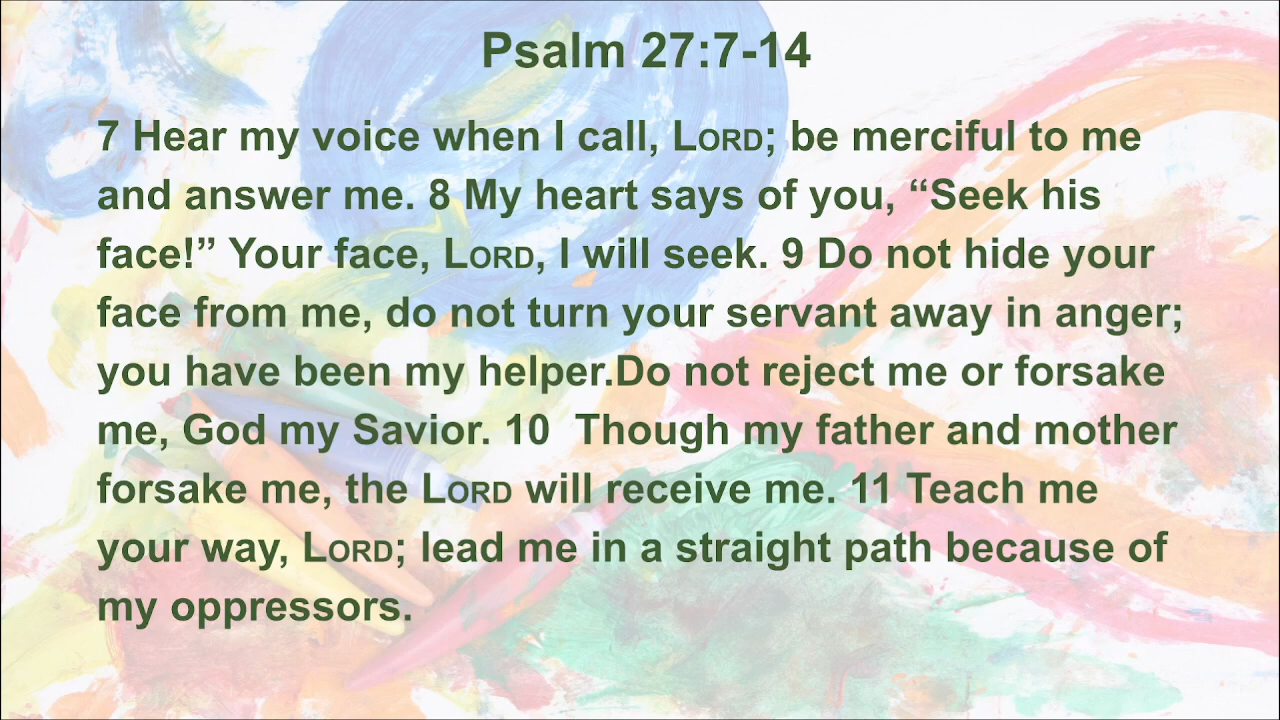 Psalm 27:7-14
7 Hear my voice when I call, LORD; be merciful to me
and answer me. 8 My heart says of you, “Seek his
face!” Your face, LORD, I will seek. 9 Do not hide your
face from me, do not turn your servant away in anger;
you have been my helper.Do not reject me or forsake
me, God my Savior. 10  Though my father and mother
forsake me, the LORD will receive me. 11 Teach me
your way, LORD; lead me in a straight path because of
my oppressors.